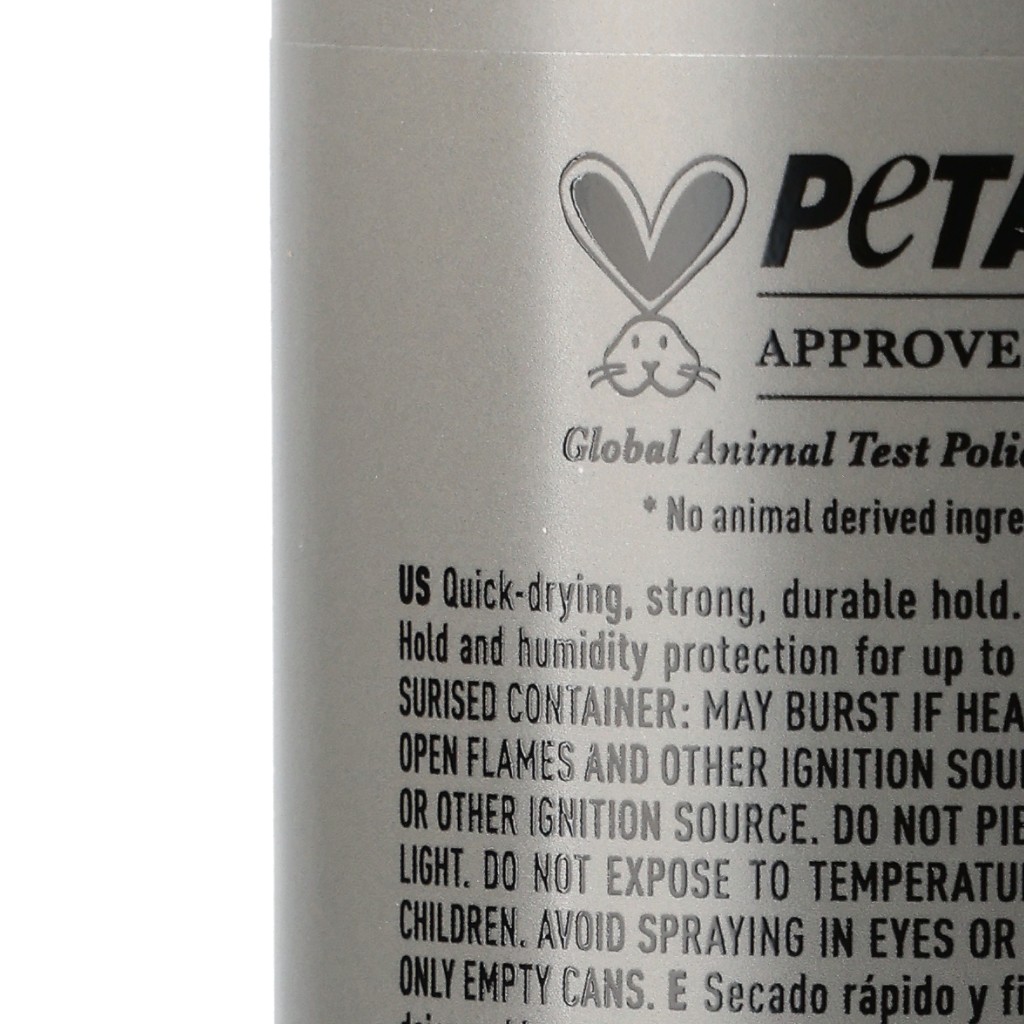 PETA
APPROVE
Global Animal Test Polic
* No animal derived ingre
US Quick-drying, strong, durable hold.
Hold and humidity protection for up to
SURISED CONTAINER: MAY BURST IF HEA
OPEN FLAMES AND OTHER IGNITION SOU
OR OTHER IGNITION SOURCE. DO NOT PIE
LIGHT. DO NOT EXPOSE TO TEMPERATU
CHILDREN. AVOID SPRAYING IN EYES OR
ONLY EMPTY CANS. E Secado rápido y fi